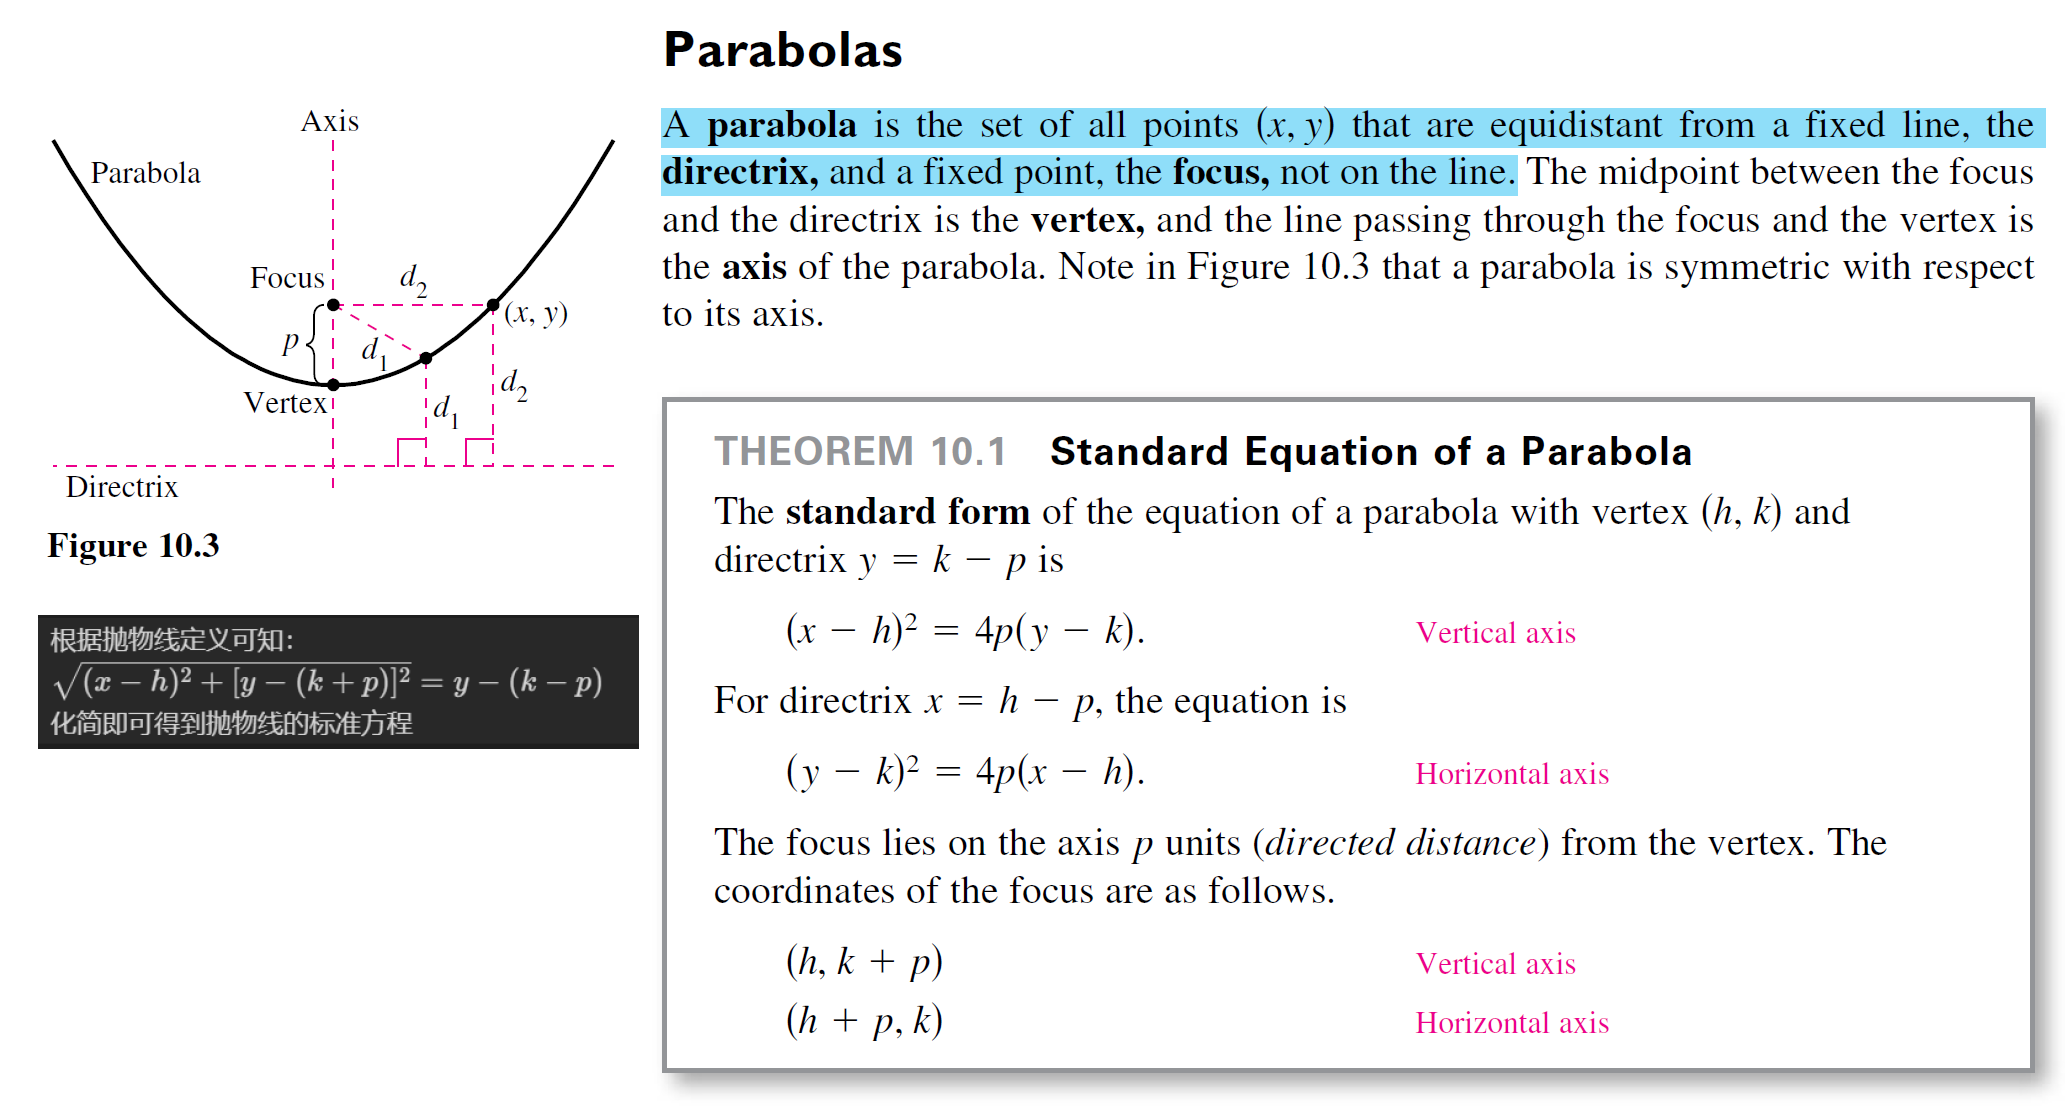 Parabolas
A parabola is the set of all points (x, y) that are equidistant from a fixed line, the
directrix, and a fixed point, the focus, not on the line. The midpoint between the focus
and the directrix is the vertex, and the line passing through the focus and the vertex is
the axis of the parabola. Note in Figure 10.3 that a parabola is symmetric with respect
to its axis.
Axis
Parabola
Focus
d₂
(x, y)
p
d₁
d₂
Vertex
d₁
Directrix
Figure 10.3
根据抛物线定义可知:
√(x − h)² + [y − (k + p)]² = y − (k − p)
化简即可得到抛物线的标准方程
THEOREM 10.1 Standard Equation of a Parabola
The standard form of the equation of a parabola with vertex (h, k) and
directrix y = k − p is
(x − h)² = 4p(y − k). Vertical axis
For directrix x = h − p, the equation is
(y − k)² = 4p(x − h). Horizontal axis
The focus lies on the axis p units (directed distance) from the vertex. The
coordinates of the focus are as follows.
(h, k + p) Vertical axis
(h + p, k) Horizontal axis